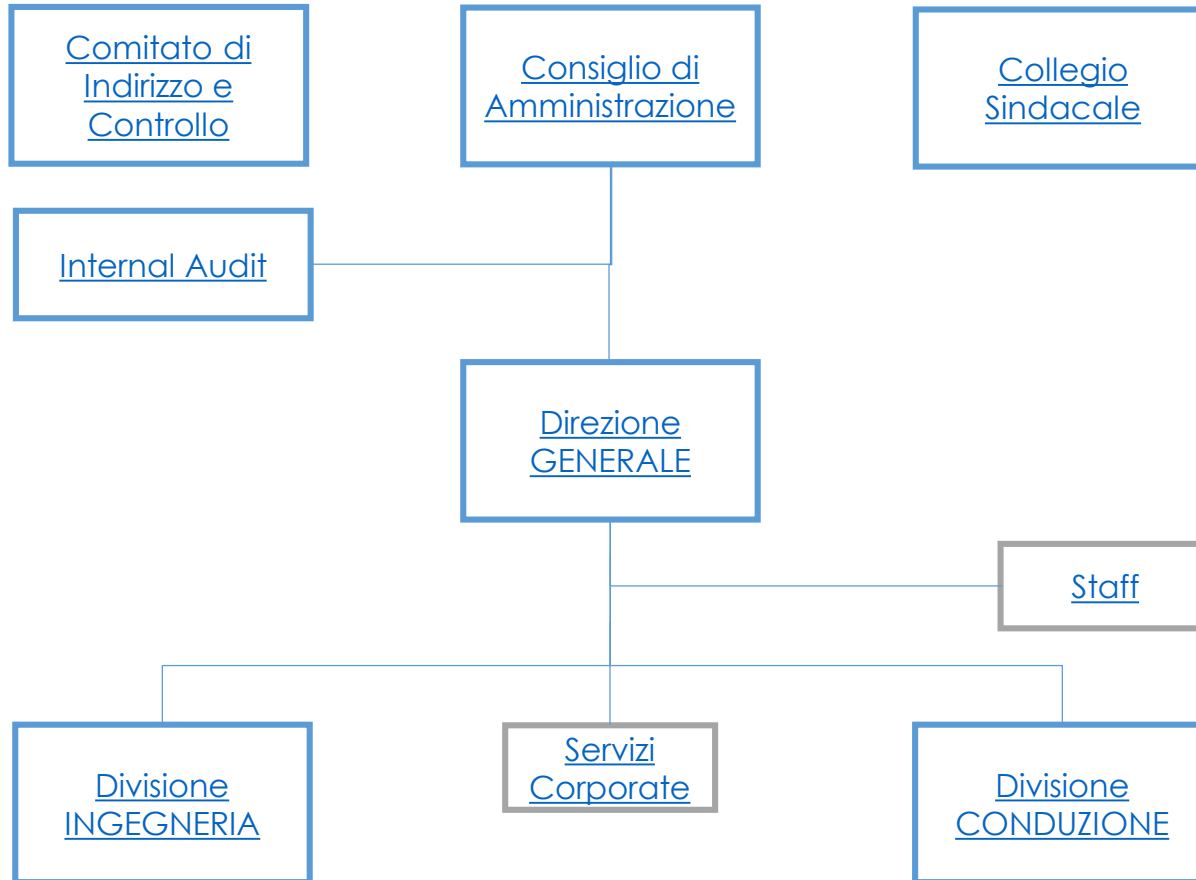 Comitato di
Indirizzo e
Controllo
Consiglio di
Amministrazione
Collegio
Sindacale
Internal Audit
Direzione
GENERALE
Staff
Divisione
INGEGNERIA
Servizi
Corporate
Divisione
CONDUZIONE